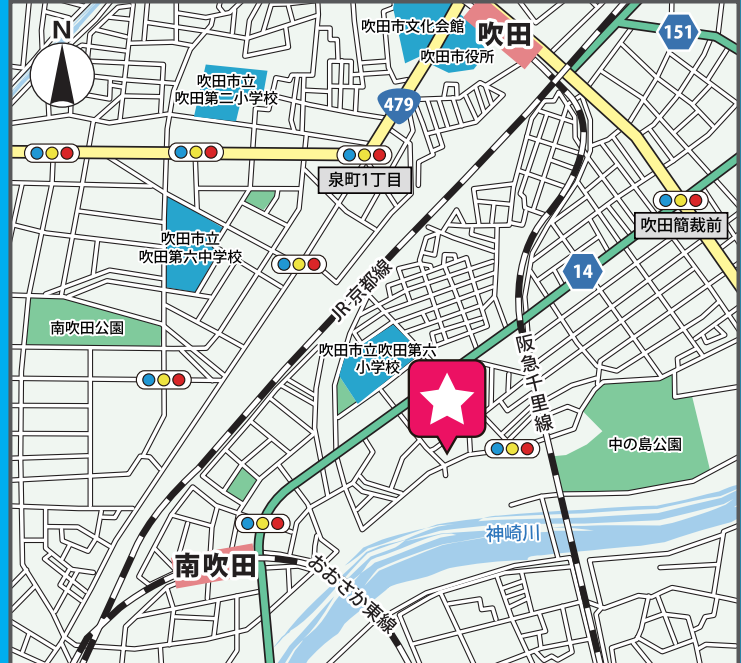 N
吹田市文化会館
吹田
吹田市役所
151
吹田市立
吹田第二小学校
479
泉町1丁目
吹田簡裁前
吹田市立
吹田第六中学校
14
JR京都線
南吹田公園
吹田市立吹田第六
小学校
阪急千里線
中の島公園
神崎川
南吹田
おおさか東線